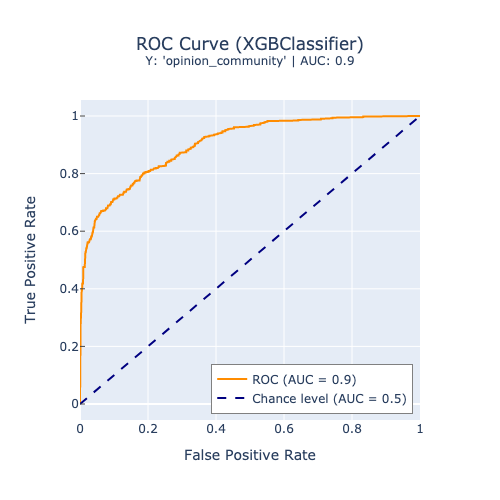 ROC Curve (XGBClassifier)
Y: 'opinion_community' | AUC: 0.9
True Positive Rate
1
0.8
0.6
0.4
0.2
0
ROC (AUC = 0.9)
Chance level (AUC = 0.5)
0
0.2
0.4
0.6
0.8
1
False Positive Rate